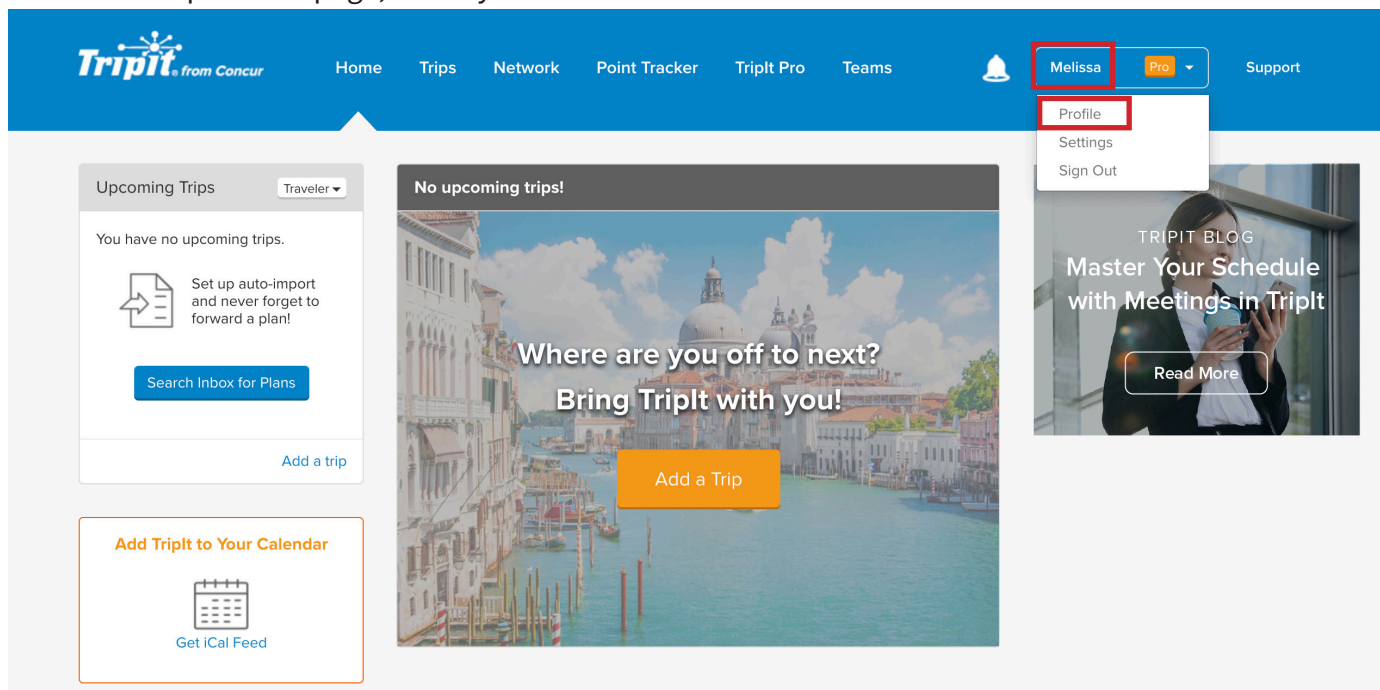 TripIt® from Concur
Home Trips Network Point Tracker TripIt Pro Teams Melissa Pro Support
Profile
Settings
Sign Out
Upcoming Trips Traveler
You have no upcoming trips.
Set up auto-import
and never forget to
forward a plan!
Search Inbox for Plans
Add a trip
Add TripIt to Your Calendar
Get iCal Feed
No upcoming trips!
Where are you off to next?
Bring TripIt with you!
Add a Trip
TRIPIT BLOG
Master Your Schedule
with Meetings in TripIt
Read More